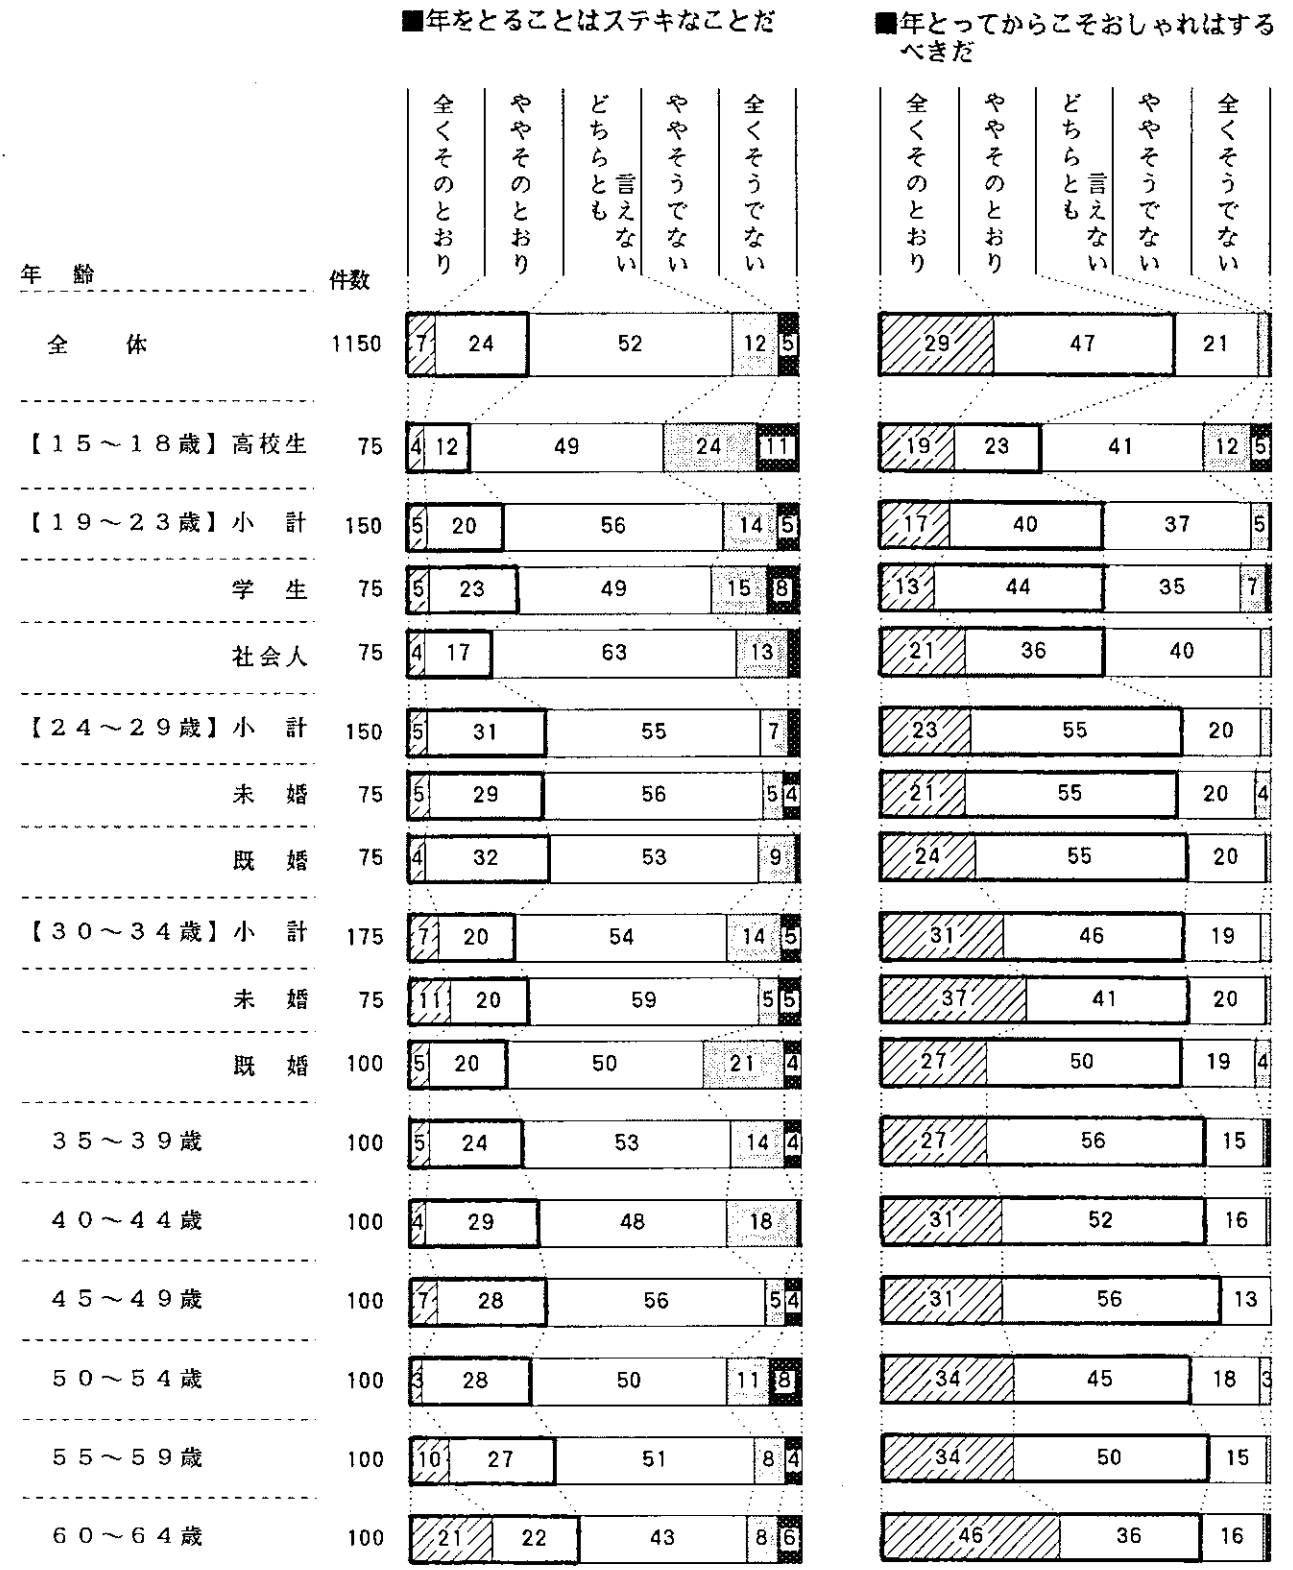 ■年をとることはステキなことだ
■年とってからこそおしゃれはする
べきだ
全くそのとおり
ややそのとおり
どちらとも
言えない
ややそうでない
全くそうでない
全くそのとおり
ややそのとおり
どちらとも
言えない
ややそうでない
全くそうでない
年 齢 件数
全 体 1150 7 24 52 12 5 29 47 21
【15～18歳】高校生 75 4 12 49 24 11 19 23 41 12 5
【19～23歳】小 計 150 5 20 56 14 5 17 40 37 5
学 生 75 5 23 49 15 8 13 44 35 7
社会人 75 4 17 63 13 21 36 40
【24～29歳】小 計 150 5 31 55 7 23 55 20
未 婚 75 5 29 56 5 4 21 55 20 4
既 婚 75 4 32 53 9 24 55 20
【30～34歳】小 計 175 7 20 54 14 5 31 46 19
未 婚 75 11 20 59 5 5 37 41 20
既 婚 100 5 20 50 21 4 27 50 19 4
35～39歳 100 5 24 53 14 4 27 56 15
40～44歳 100 4 29 48 18 31 52 16
45～49歳 100 7 28 56 5 4 31 56 13
50～54歳 100 3 28 50 11 8 34 45 18 3
55～59歳 100 10 27 51 8 4 34 50 15
60～64歳 100 21 22 43 8 6 46 36 16